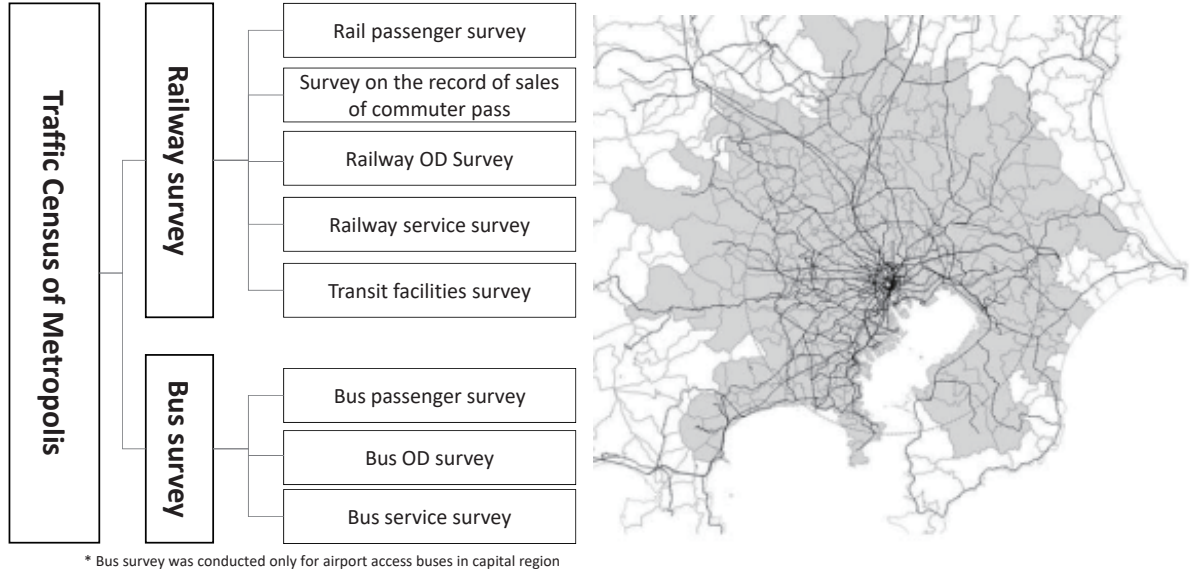 Traffic Census of Metropolis
Railway survey
Rail passenger survey
Survey on the record of sales
of commuter pass
Railway OD Survey
Railway service survey
Transit facilities survey
Bus survey
Bus passenger survey
Bus OD survey
Bus service survey
* Bus survey was conducted only for airport access buses in capital region